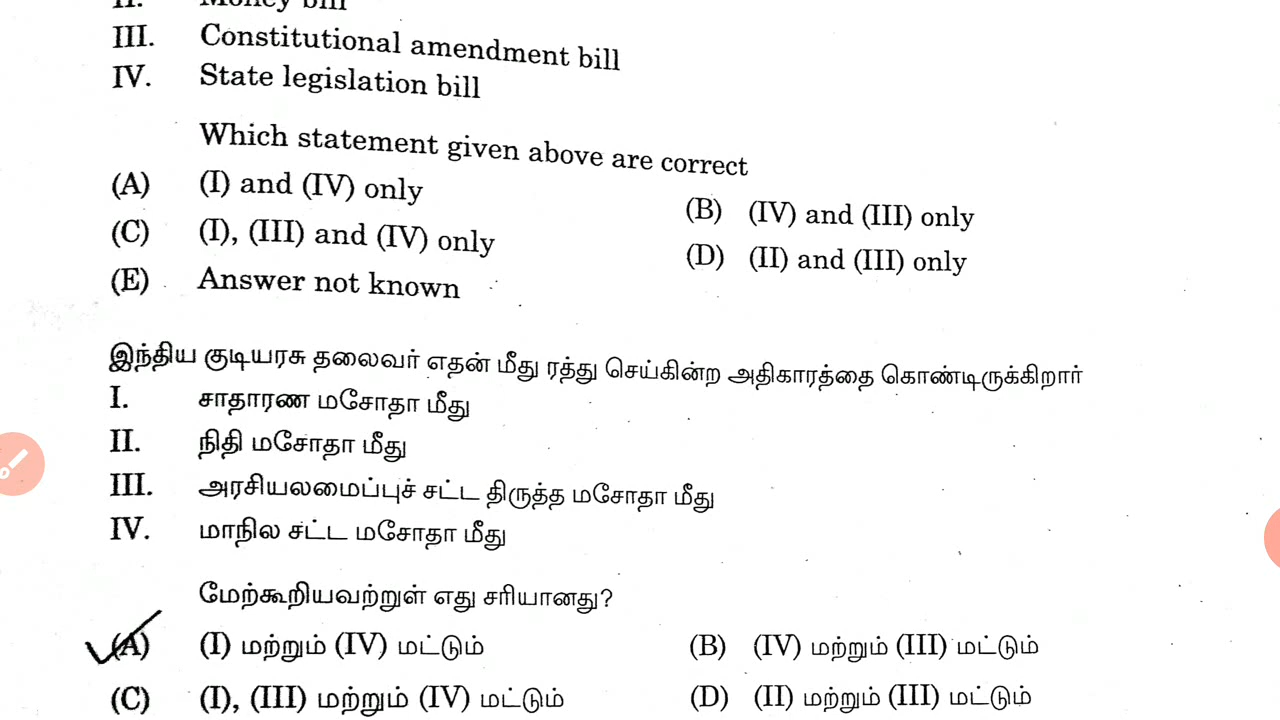 II. Money bill
III. Constitutional amendment bill
IV. State legislation bill
Which statement given above are correct
(A) (I) and (IV) only (B) (IV) and (III) only
(C) (I), (III) and (IV) only (D) (II) and (III) only
(E) Answer not known
இந்திய குடியரசு தலைவர் எதன் மீது ரத்து செய்கின்ற அதிகாரத்தை கொண்டிருக்கிறார்
I. சாதாரண மசோதா மீது
II. நிதி மசோதா மீது
III. அரசியலமைப்புச் சட்ட திருத்த மசோதா மீது
IV. மாநில சட்ட மசோதா மீது
மேற்கூறியவற்றுள் எது சரியானது?
(A) (I) மற்றும் (IV) மட்டும் (B) (IV) மற்றும் (III) மட்டும்
(C) (I), (III) மற்றும் (IV) மட்டும் (D) (II) மற்றும் (III) மட்டும்